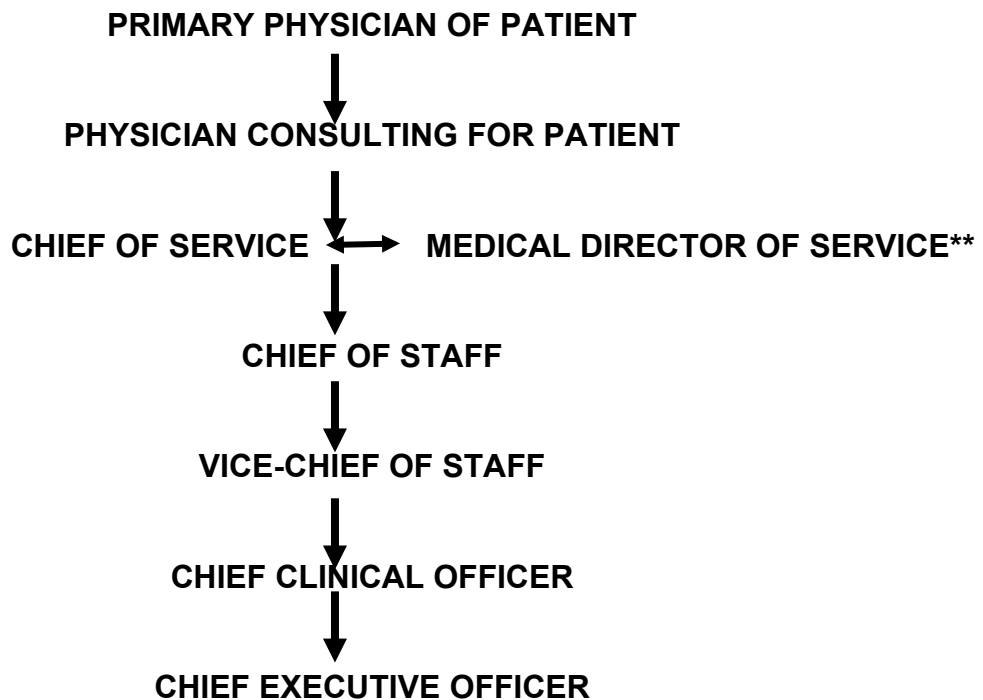 PRIMARY PHYSICIAN OF PATIENT
PHYSICIAN CONSULTING FOR PATIENT
CHIEF OF SERVICE MEDICAL DIRECTOR OF SERVICE**
CHIEF OF STAFF
VICE-CHIEF OF STAFF
CHIEF CLINICAL OFFICER
CHIEF EXECUTIVE OFFICER